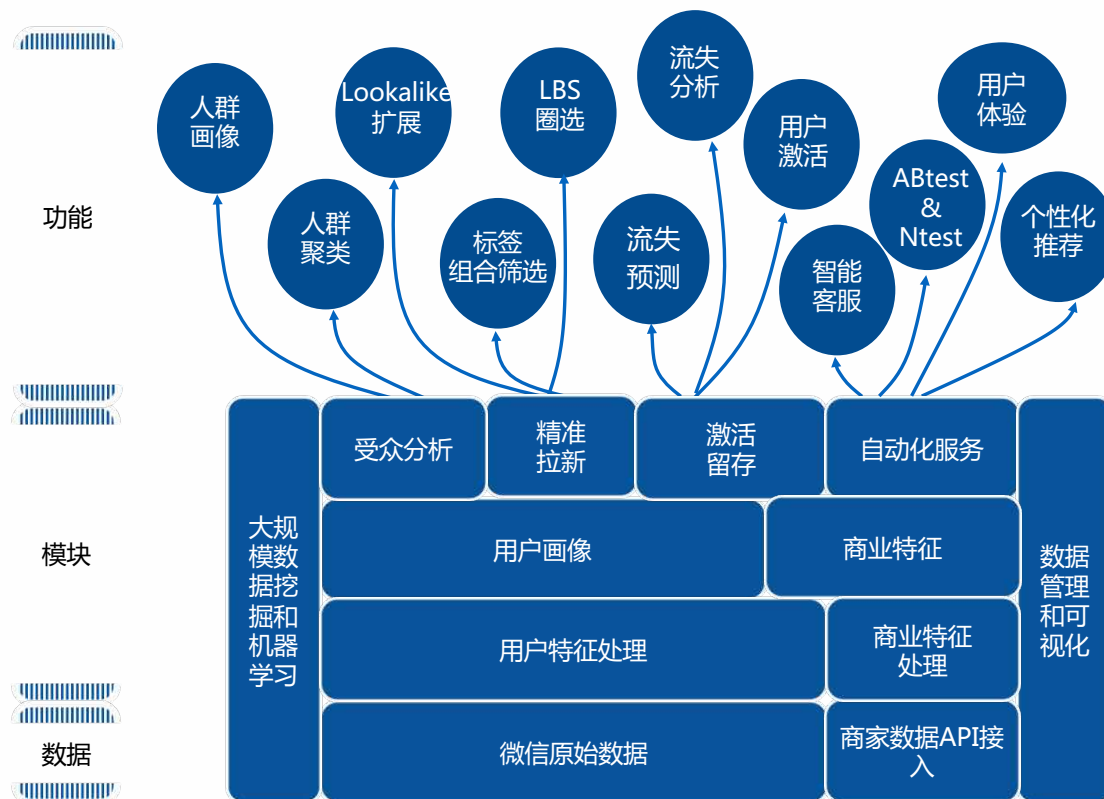 流失
分析
用户
体验
Lookalike
扩展
LBS
圈选
人群
画像
用户
激活
ABtest
&
Ntest
个性化
推荐
功能
人群
聚类
标签
组合筛选
流失
预测
智能
客服
受众分析
精准
拉新
激活
留存
自动化服务
模块
大规
模数
据挖
掘和
机器
学习
用户画像
商业特征
数据
管理
和可
视化
用户特征处理
商业特征
处理
数据
微信原始数据
商家数据API接
入